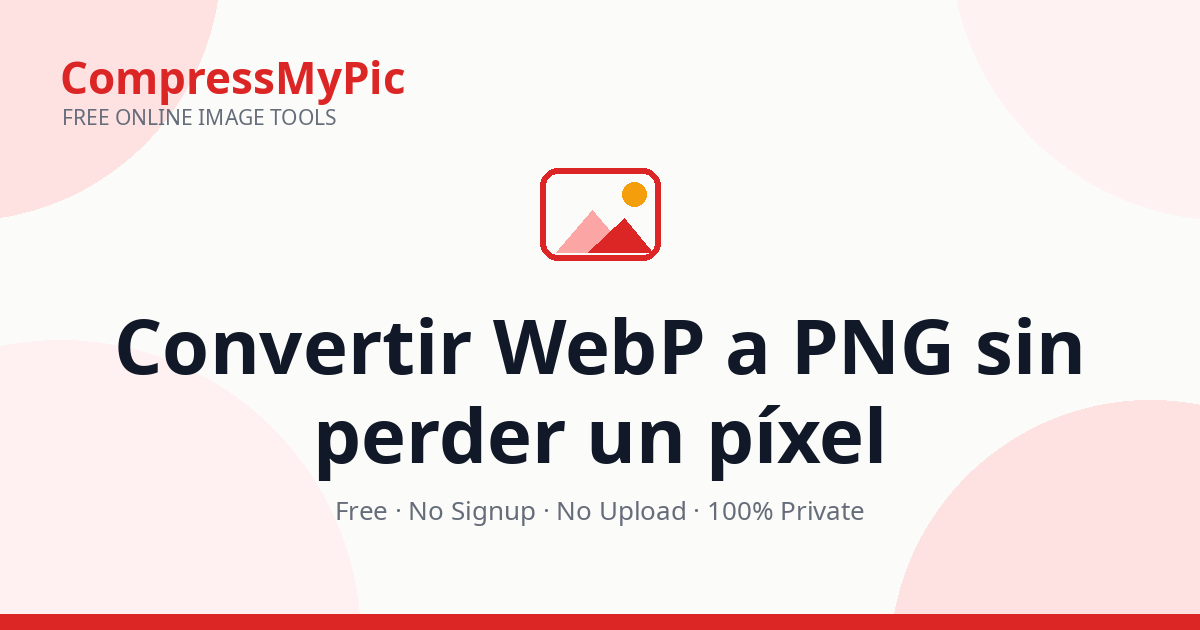 CompressMyPic
FREE ONLINE IMAGE TOOLS
Convertir WebP a PNG sin
perder un píxel
Free · No Signup · No Upload · 100% Private